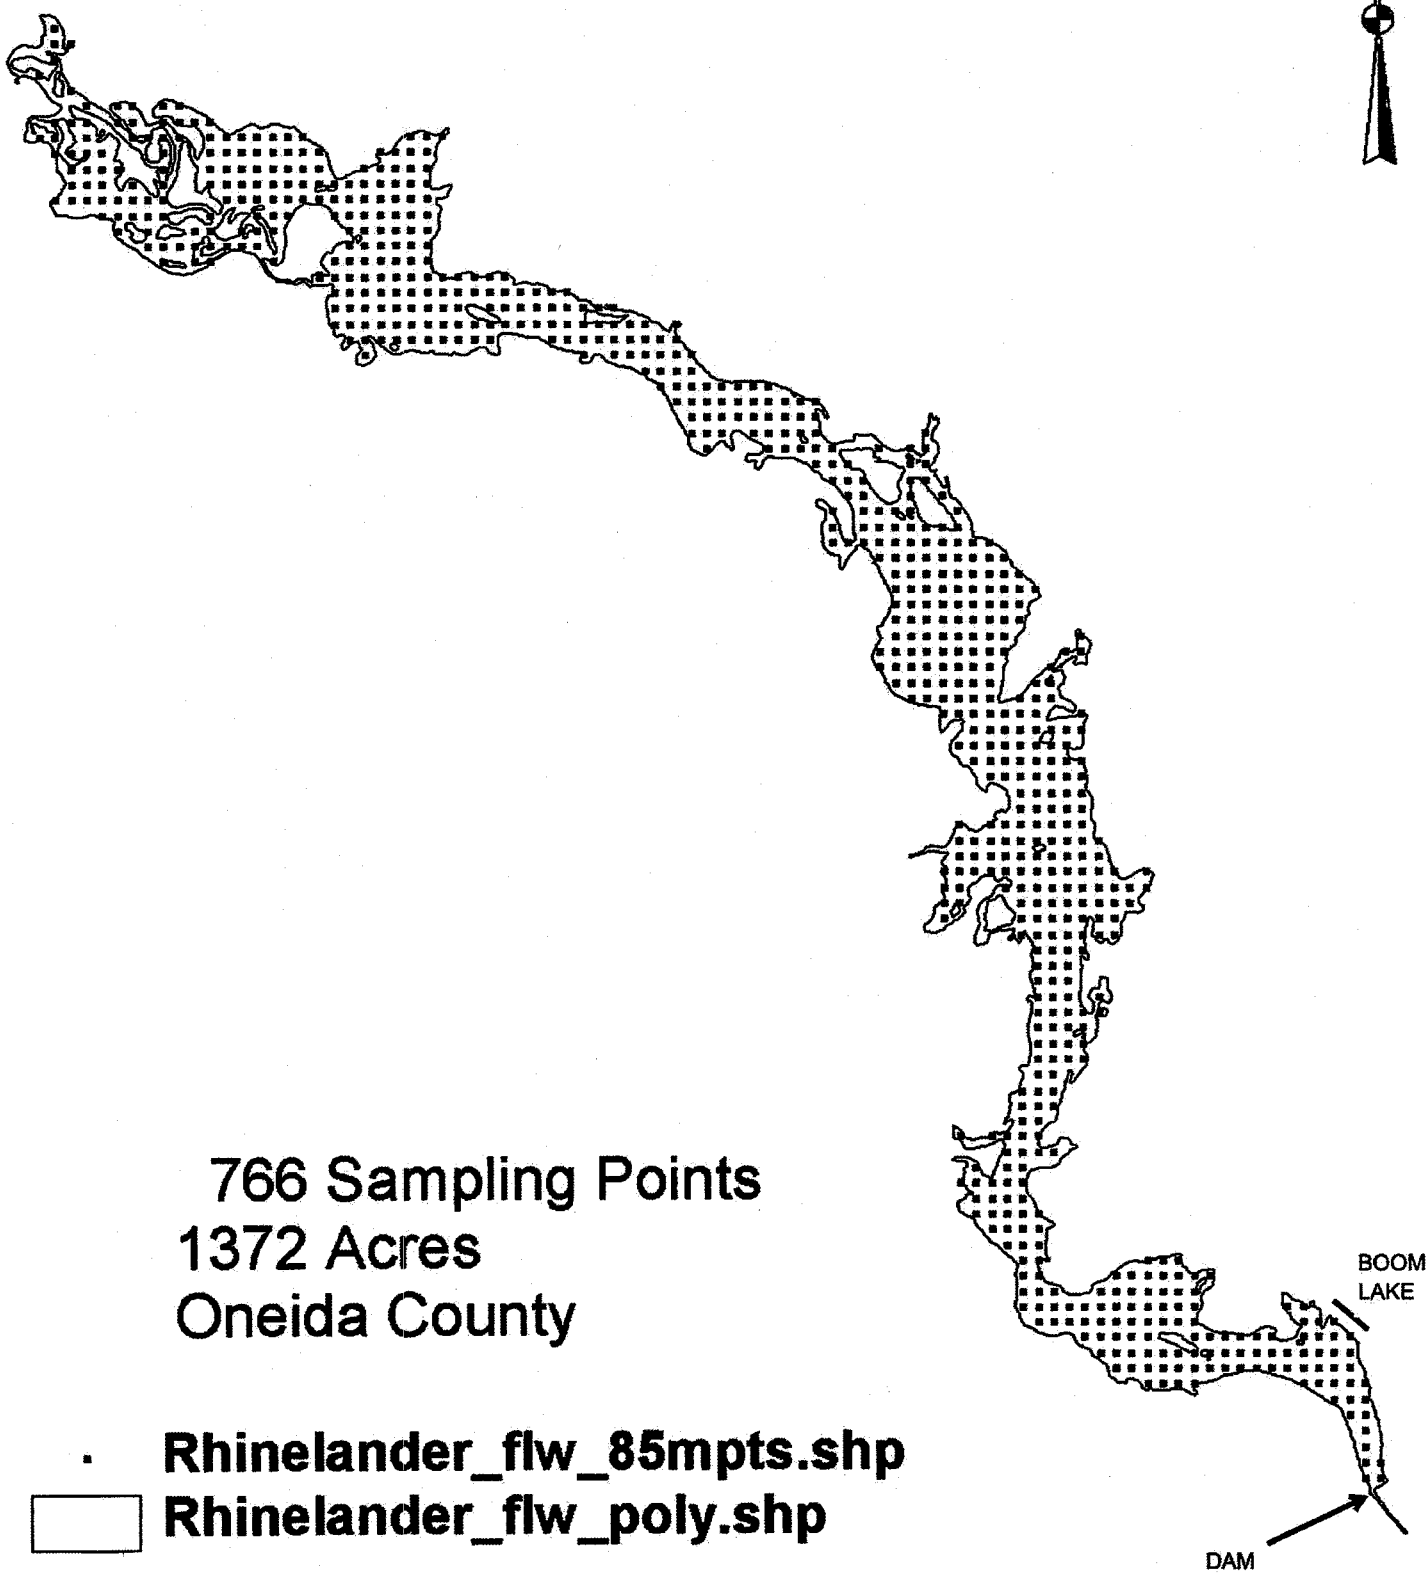 766 Sampling Points
1372 Acres
Oneida County
BOOM
LAKE
Rhinelander_flw_85mpts.shp
Rhinelander_flw_poly.shp
DAM